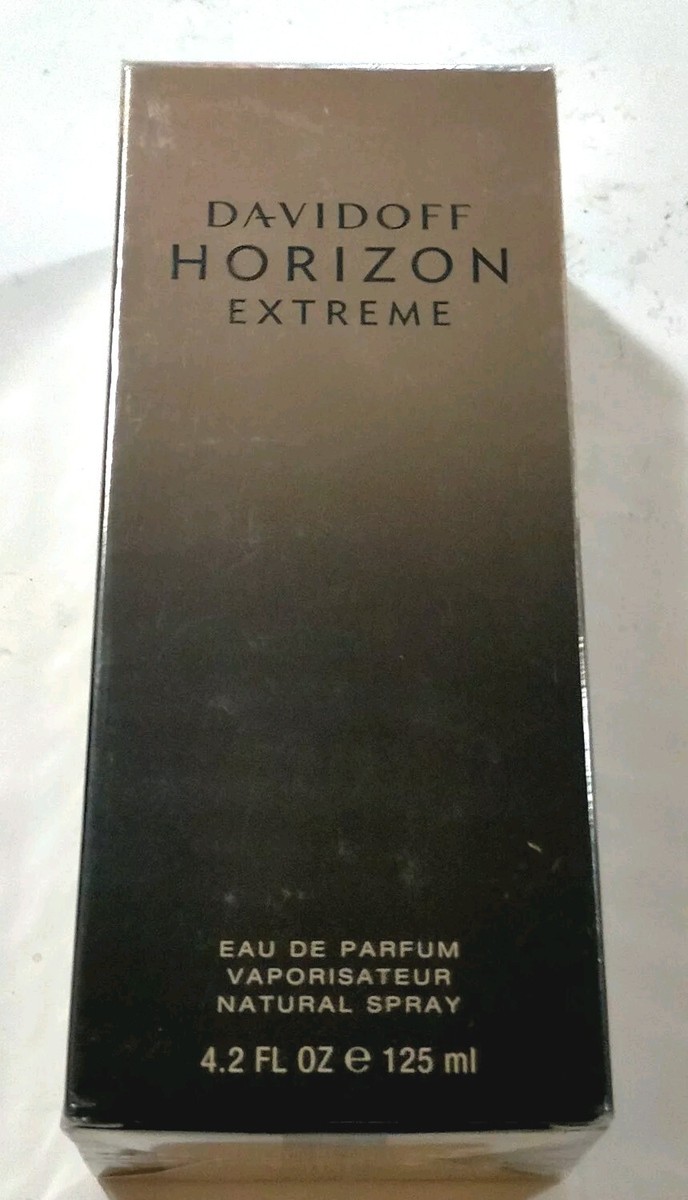 DAVIDOFF
HORIZON
EXTREME
EAU DE PARFUM
VAPORISATEUR
NATURAL SPRAY
4.2 FL OZ ℮ 125 ml